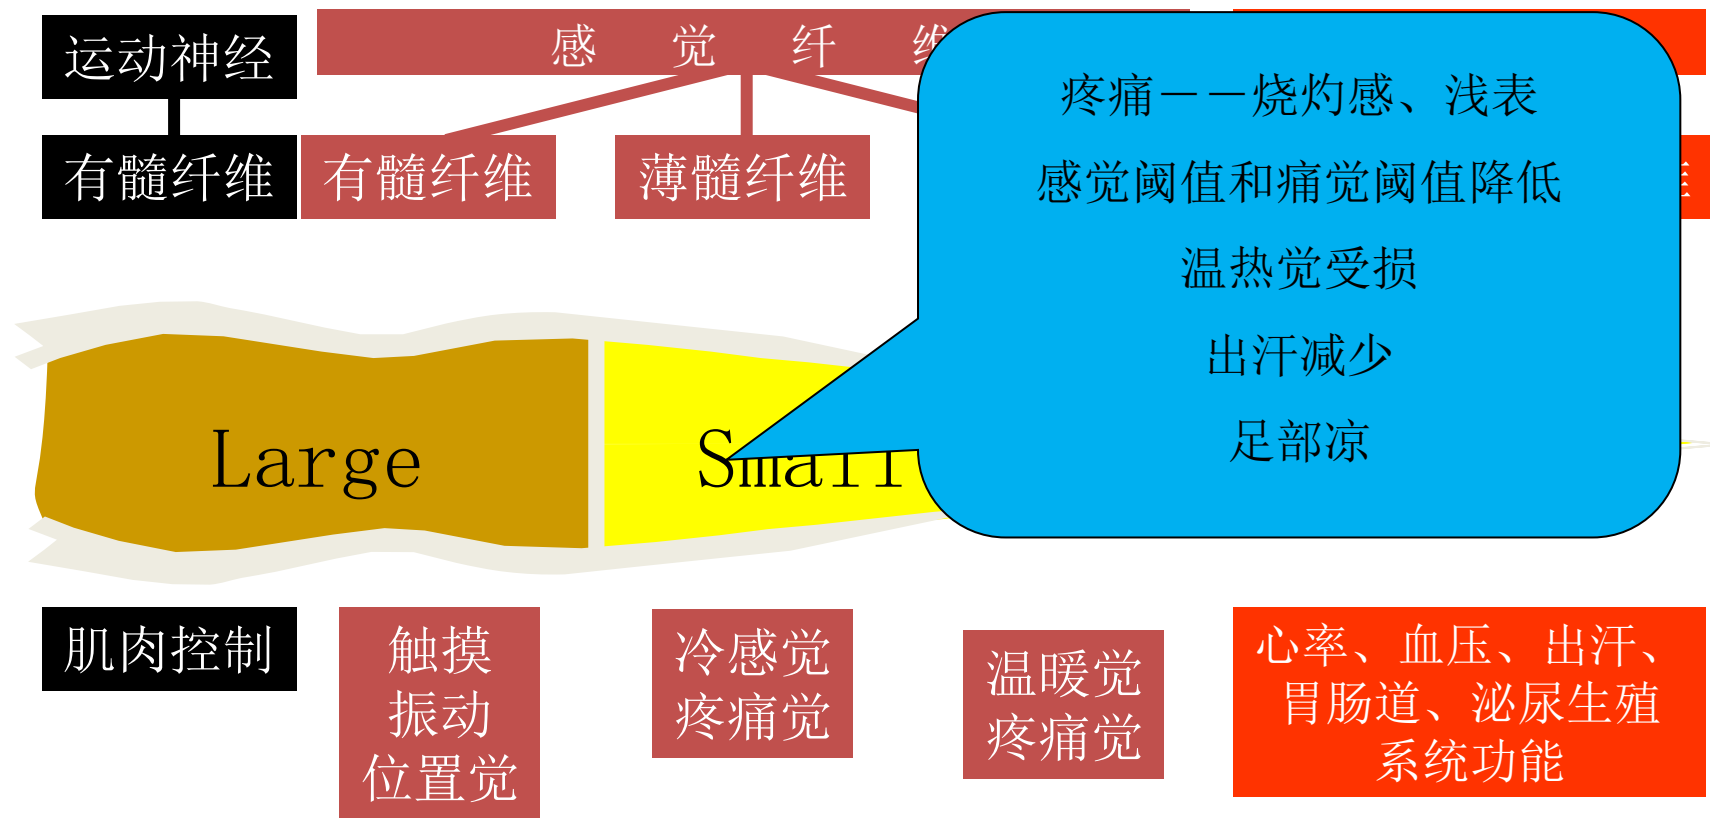 运动神经
感 觉 纤 维
有髓纤维
有髓纤维
薄髓纤维
疼痛－－烧灼感、浅表
感觉阈值和痛觉阈值降低
温热觉受损
出汗减少
足部凉
Large
Small
肌肉控制
触摸
振动
位置觉
冷感觉
疼痛觉
温暖觉
疼痛觉
心率、血压、出汗、
胃肠道、泌尿生殖
系统功能